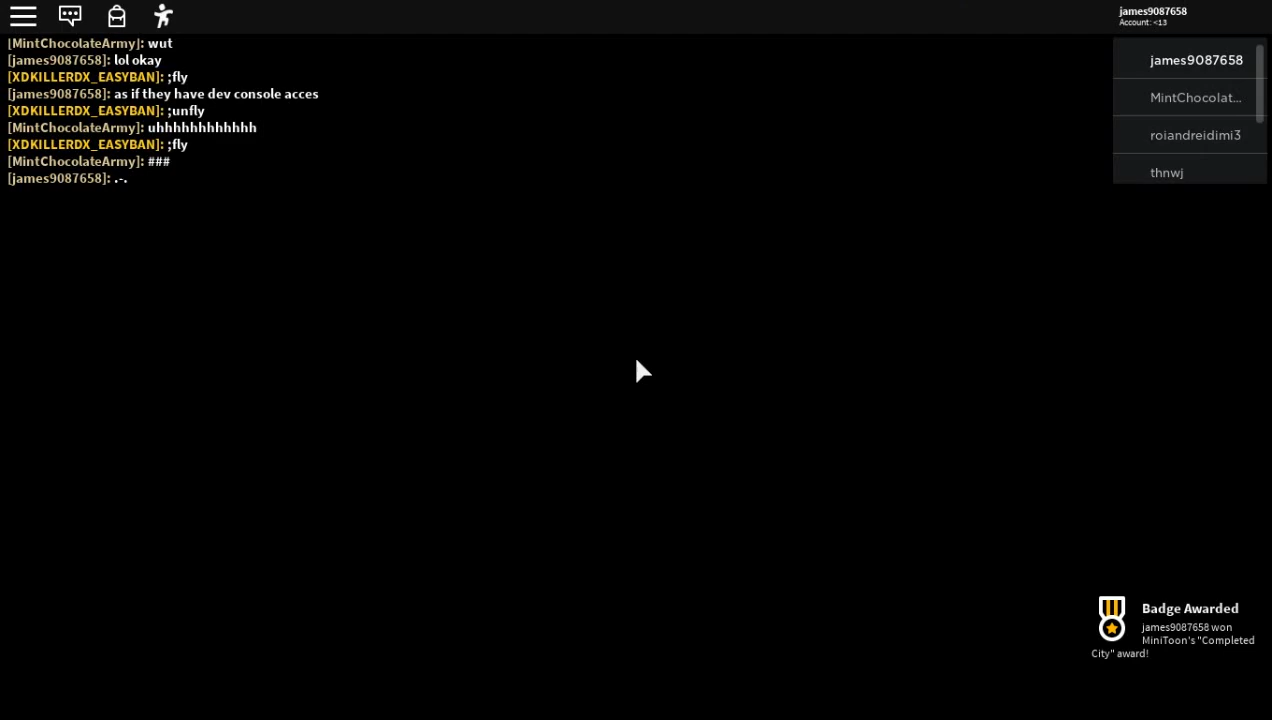 james9087658
Account: <13
[MintChocolateArmy]: wut
[james9087658]: lol okay
[XDKILLERDX_EASYBAN]: ;fly
[james9087658]: as if they have dev console acces
[XDKILLERDX_EASYBAN]: ;unfly
[MintChocolateArmy]: uhhhhhhhhhhhh
[XDKILLERDX_EASYBAN]: ;fly
[MintChocolateArmy]: ###
[james9087658]: .-.
james9087658
MintChocolat...
roiandreidimi3
thnwj
Badge Awarded
james9087658 won
MiniToon's "Completed
City" award!